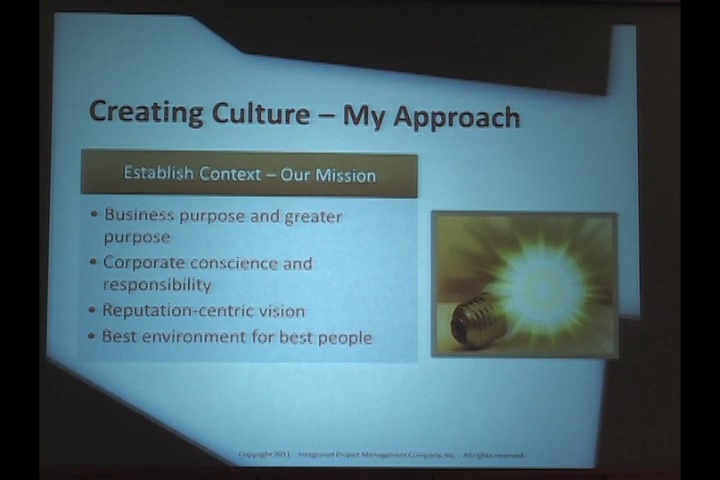 Creating Culture – My Approach
Establish Context – Our Mission
• Business purpose and greater
purpose
• Corporate conscience and
responsibility
• Reputation-centric vision
• Best environment for best people
Copyright 2011 Integrated Project Management Company, Inc. All rights reserved.